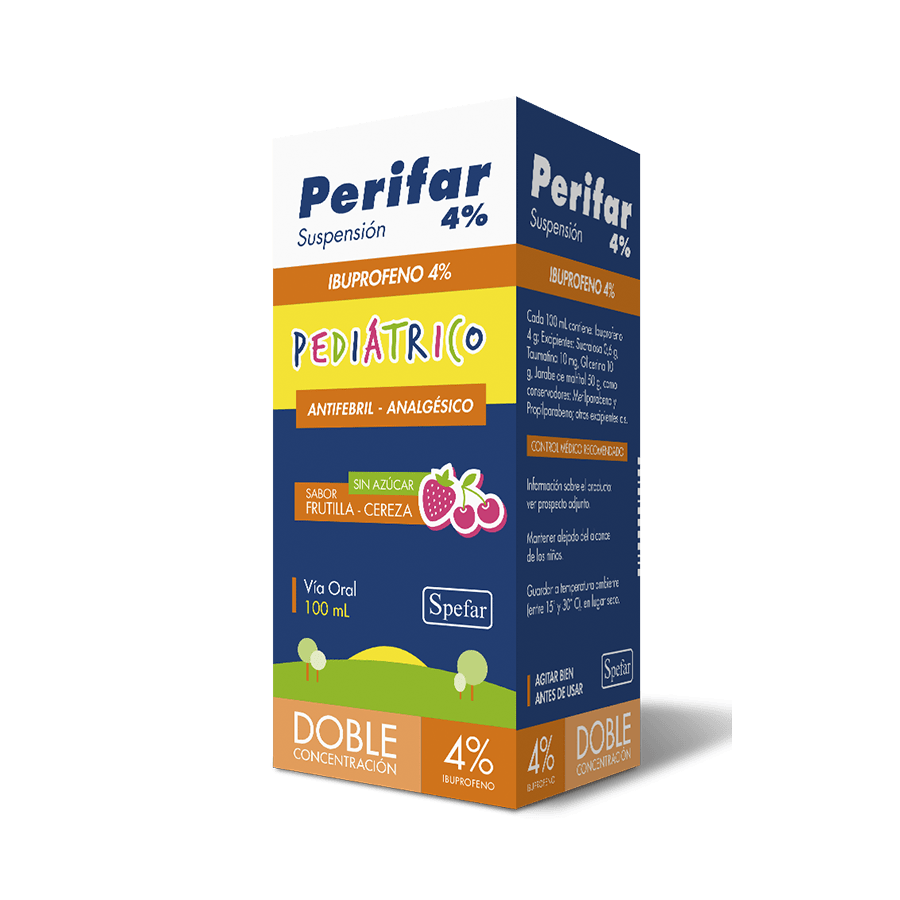 Perifar
4%
Suspensión
IBUPROFENO 4%
PEDIÁTRICO
ANTIFEBRIL - ANALGÉSICO
SIN AZÚCAR
SABOR
FRUTILLA - CEREZA
Vía Oral
100 mL
Spefar
DOBLE
CONCENTRACIÓN
4%
IBUPROFENO
Perifar
4%
Suspensión
IBUPROFENO 4%
Cada 100 mL contiene: Ibuprofeno
4 g; Excipientes: Sucralosa 0,6 g,
Taumatina 10 mg, Glicerina 10
g, Jarabe de maltitol 50 g, como
conservadores: Metilparabeno y
Propilparabeno; otros excipientes c.s.
CONTROL MÉDICO RECOMENDADO
Información sobre el producto
ver prospecto adjunto.
Mantener alejado del alcance
de los niños.
Guardar a temperatura ambiente
(entre 15° y 30° C), en lugar seco.
AGITAR BIEN
ANTES DE USAR
Spefar
4%
IBUPROFENO
DOBLE
CONCENTRACIÓN